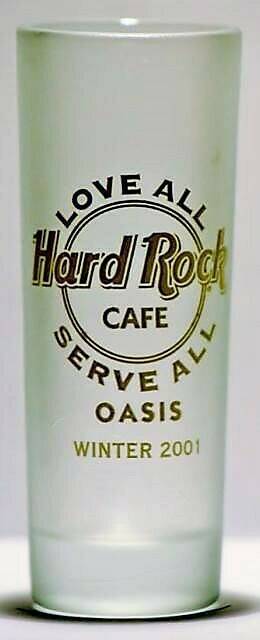 LOVE ALL
Hard Rock
CAFE
SERVE ALL
OASIS
WINTER 2001